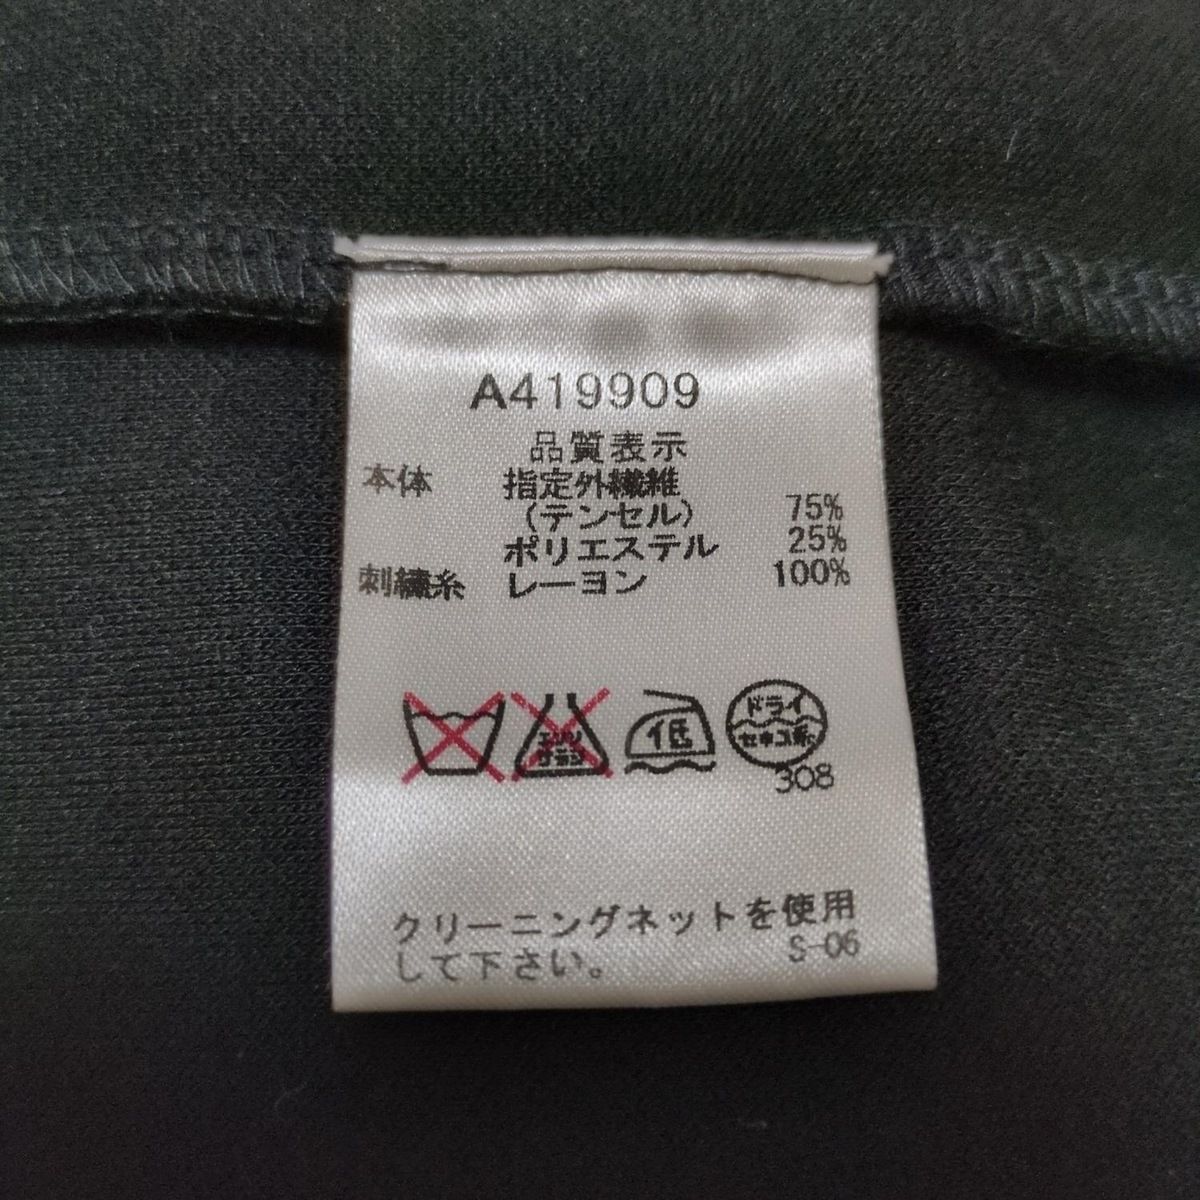 A419909
品質表示
本体 指定外繊維
(テンセル) 75%
ポリエステル 25%
刺繍糸 レーヨン 100%
エンソ
サラシ
低
ドライ
セキユ系
308
クリーニングネットを使用
して下さい。 S-06